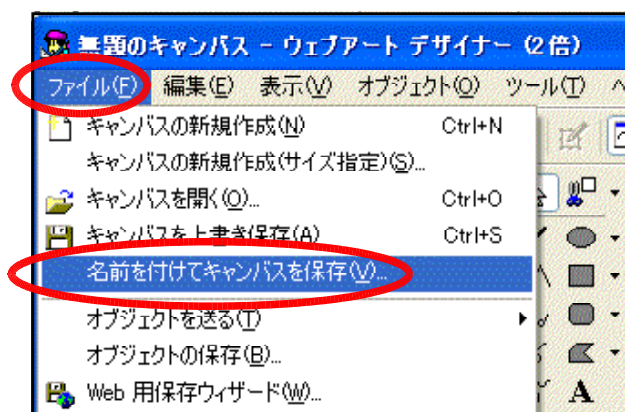 無題のキャンバス - ウェブアート デザイナー (2倍)
ファイル(F) 編集(E) 表示(V) オブジェクト(O) ツール(T)
キャンバスの新規作成(N) Ctrl+N
キャンバスの新規作成(サイズ指定)(S)...
キャンバスを開く(O)... Ctrl+O
キャンバスを上書き保存(A) Ctrl+S
名前を付けてキャンバスを保存(V)...
オブジェクトを送る(T)
オブジェクトの保存(B)...
Web 用保存ウィザード(W)...
A